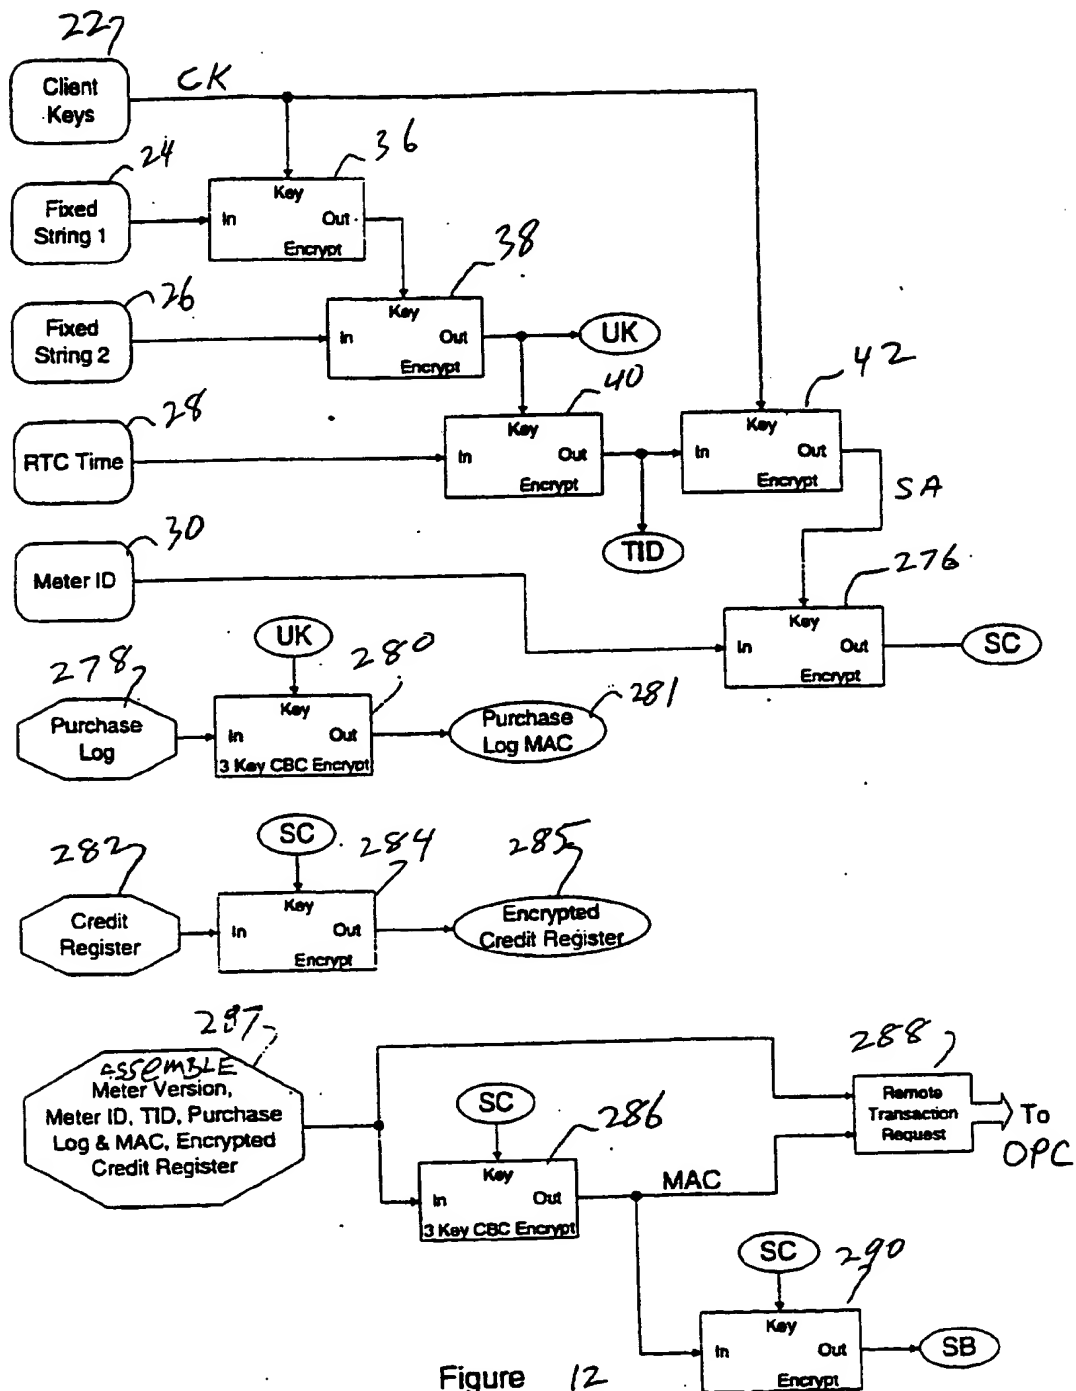 22
Client
Keys
CK
24
36
Fixed
String 1
Key
In
Out
Encrypt
26
38
Fixed
String 2
Key
In
Out
Encrypt
UK
28
40
42
RTC Time
Key
In
Out
Encrypt
Key
In
Out
Encrypt
SA
TID
30
Meter ID
276
Key
In
Out
Encrypt
SC
UK
278
280
281
Purchase
Log
Key
In
Out
3 Key CBC Encrypt
Purchase
Log MAC
SC
282
284
285
Credit
Register
Key
In
Out
Encrypt
Encrypted
Credit Register
287
ASSEMBLE
Meter Version,
Meter ID, TID, Purchase
Log & MAC, Encrypted
Credit Register
SC
286
Key
In
Out
3 Key CBC Encrypt
MAC
288
Remote
Transaction
Request
To
OPC
SC
290
Key
In
Out
Encrypt
SB
Figure 12